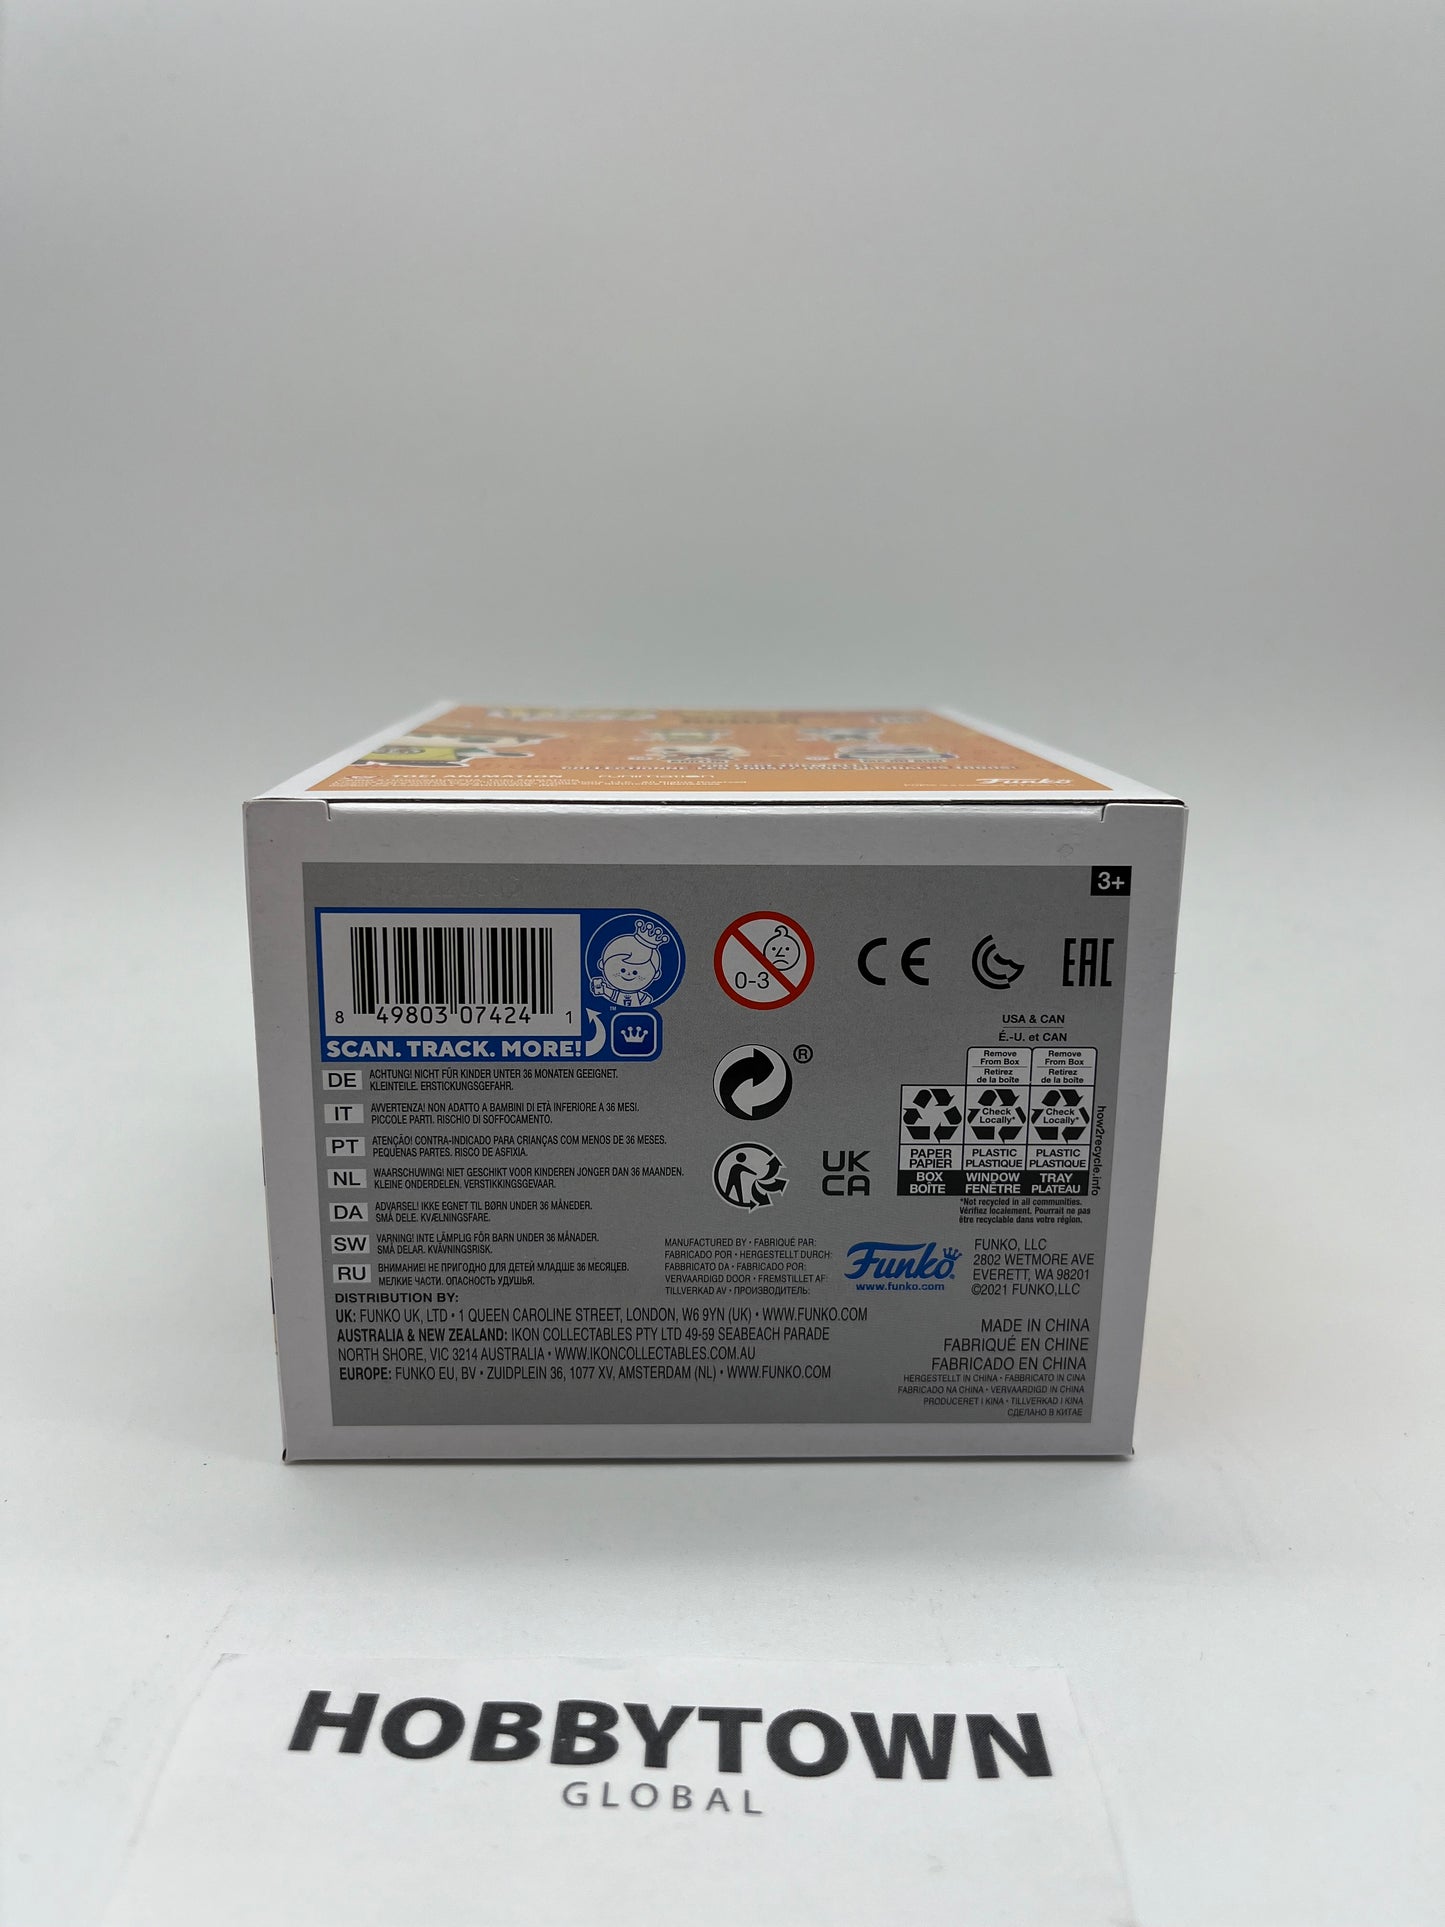 TOEI ANIMATION
FUNIMATION
Funko
3+
8 49803 07424 1
SCAN. TRACK. MORE!
™
0-3
CE
EAC
USA & CAN
É.-U. et CAN
Remove From Box
Retirez de la boîte
Remove From Box
Retirez de la boîte
Check Locally*
Check Locally*
PAPER PAPIER
PLASTIC PLASTIQUE
PLASTIC PLASTIQUE
BOX BOÎTE
WINDOW FENÊTRE
TRAY PLATEAU
how2recycle.info
*Not recycled in all communities.
Vérifiez localement. Pourrait ne pas
être recyclable dans votre région.
®
UK
CA
DE ACHTUNG! NICHT FÜR KINDER UNTER 36 MONATEN GEEIGNET.
KLEINTEILE. ERSTICKUNGSGEFAHR.
IT AVVERTENZA! NON ADATTO A BAMBINI DI ETÀ INFERIORE A 36 MESI.
PICCOLE PARTI. RISCHIO DI SOFFOCAMENTO.
PT ATENÇÃO! CONTRA-INDICADO PARA CRIANÇAS COM MENOS DE 36 MESES.
PEQUENAS PARTES. RISCO DE ASFIXIA.
NL WAARSCHUWING! NIET GESCHIKT VOOR KINDEREN JONGER DAN 36 MAANDEN.
KLEINE ONDERDELEN. VERSTIKKINGSGEVAAR.
DA ADVARSEL! IKKE EGNET TIL BØRN UNDER 36 MÅNEDER.
SMÅ DELE. KVÆLNINGSFARE.
SW VARNING! INTE LÄMPLIG FÖR BARN UNDER 36 MÅNADER.
SMÅ DELAR. KVÄVNINGSRISK.
RU ВНИМАНИЕ! НЕ ПРИГОДНО ДЛЯ ДЕТЕЙ МЛАДШЕ 36 МЕСЯЦЕВ.
МЕЛКИЕ ЧАСТИ. ОПАСНОСТЬ УДУШЬЯ.
MANUFACTURED BY • FABRIQUÉ PAR:
FABRICADO POR • HERGESTELLT DURCH:
FABBRICATO DA • FABRICADO POR:
VERVAARDIGD DOOR • FREMSTILLET AF:
TILLVERKAD AV • ПРОИЗВОДИТЕЛЬ:
Funko
www.funko.com
FUNKO, LLC
2802 WETMORE AVE
EVERETT, WA 98201
©2021 FUNKO,LLC
DISTRIBUTION BY:
UK: FUNKO UK, LTD • 1 QUEEN CAROLINE STREET, LONDON, W6 9YN (UK) • WWW.FUNKO.COM
AUSTRALIA & NEW ZEALAND: IKON COLLECTABLES PTY LTD 49-59 SEABEACH PARADE
NORTH SHORE, VIC 3214 AUSTRALIA • WWW.IKONCOLLECTABLES.COM.AU
EUROPE: FUNKO EU, BV • ZUIDPLEIN 36, 1077 XV, AMSTERDAM (NL) • WWW.FUNKO.COM
MADE IN CHINA
FABRIQUÉ EN CHINE
FABRICADO EN CHINA
HERGESTELLT IN CHINA • FABBRICATO IN CINA
FABRICADO NA CHINA • VERVAARDIGD IN CHINA
PRODUCERET I KINA • TILLVERKAD I KINA
СДЕЛАНО В КИТАЕ
HOBBYTOWN
GLOBAL